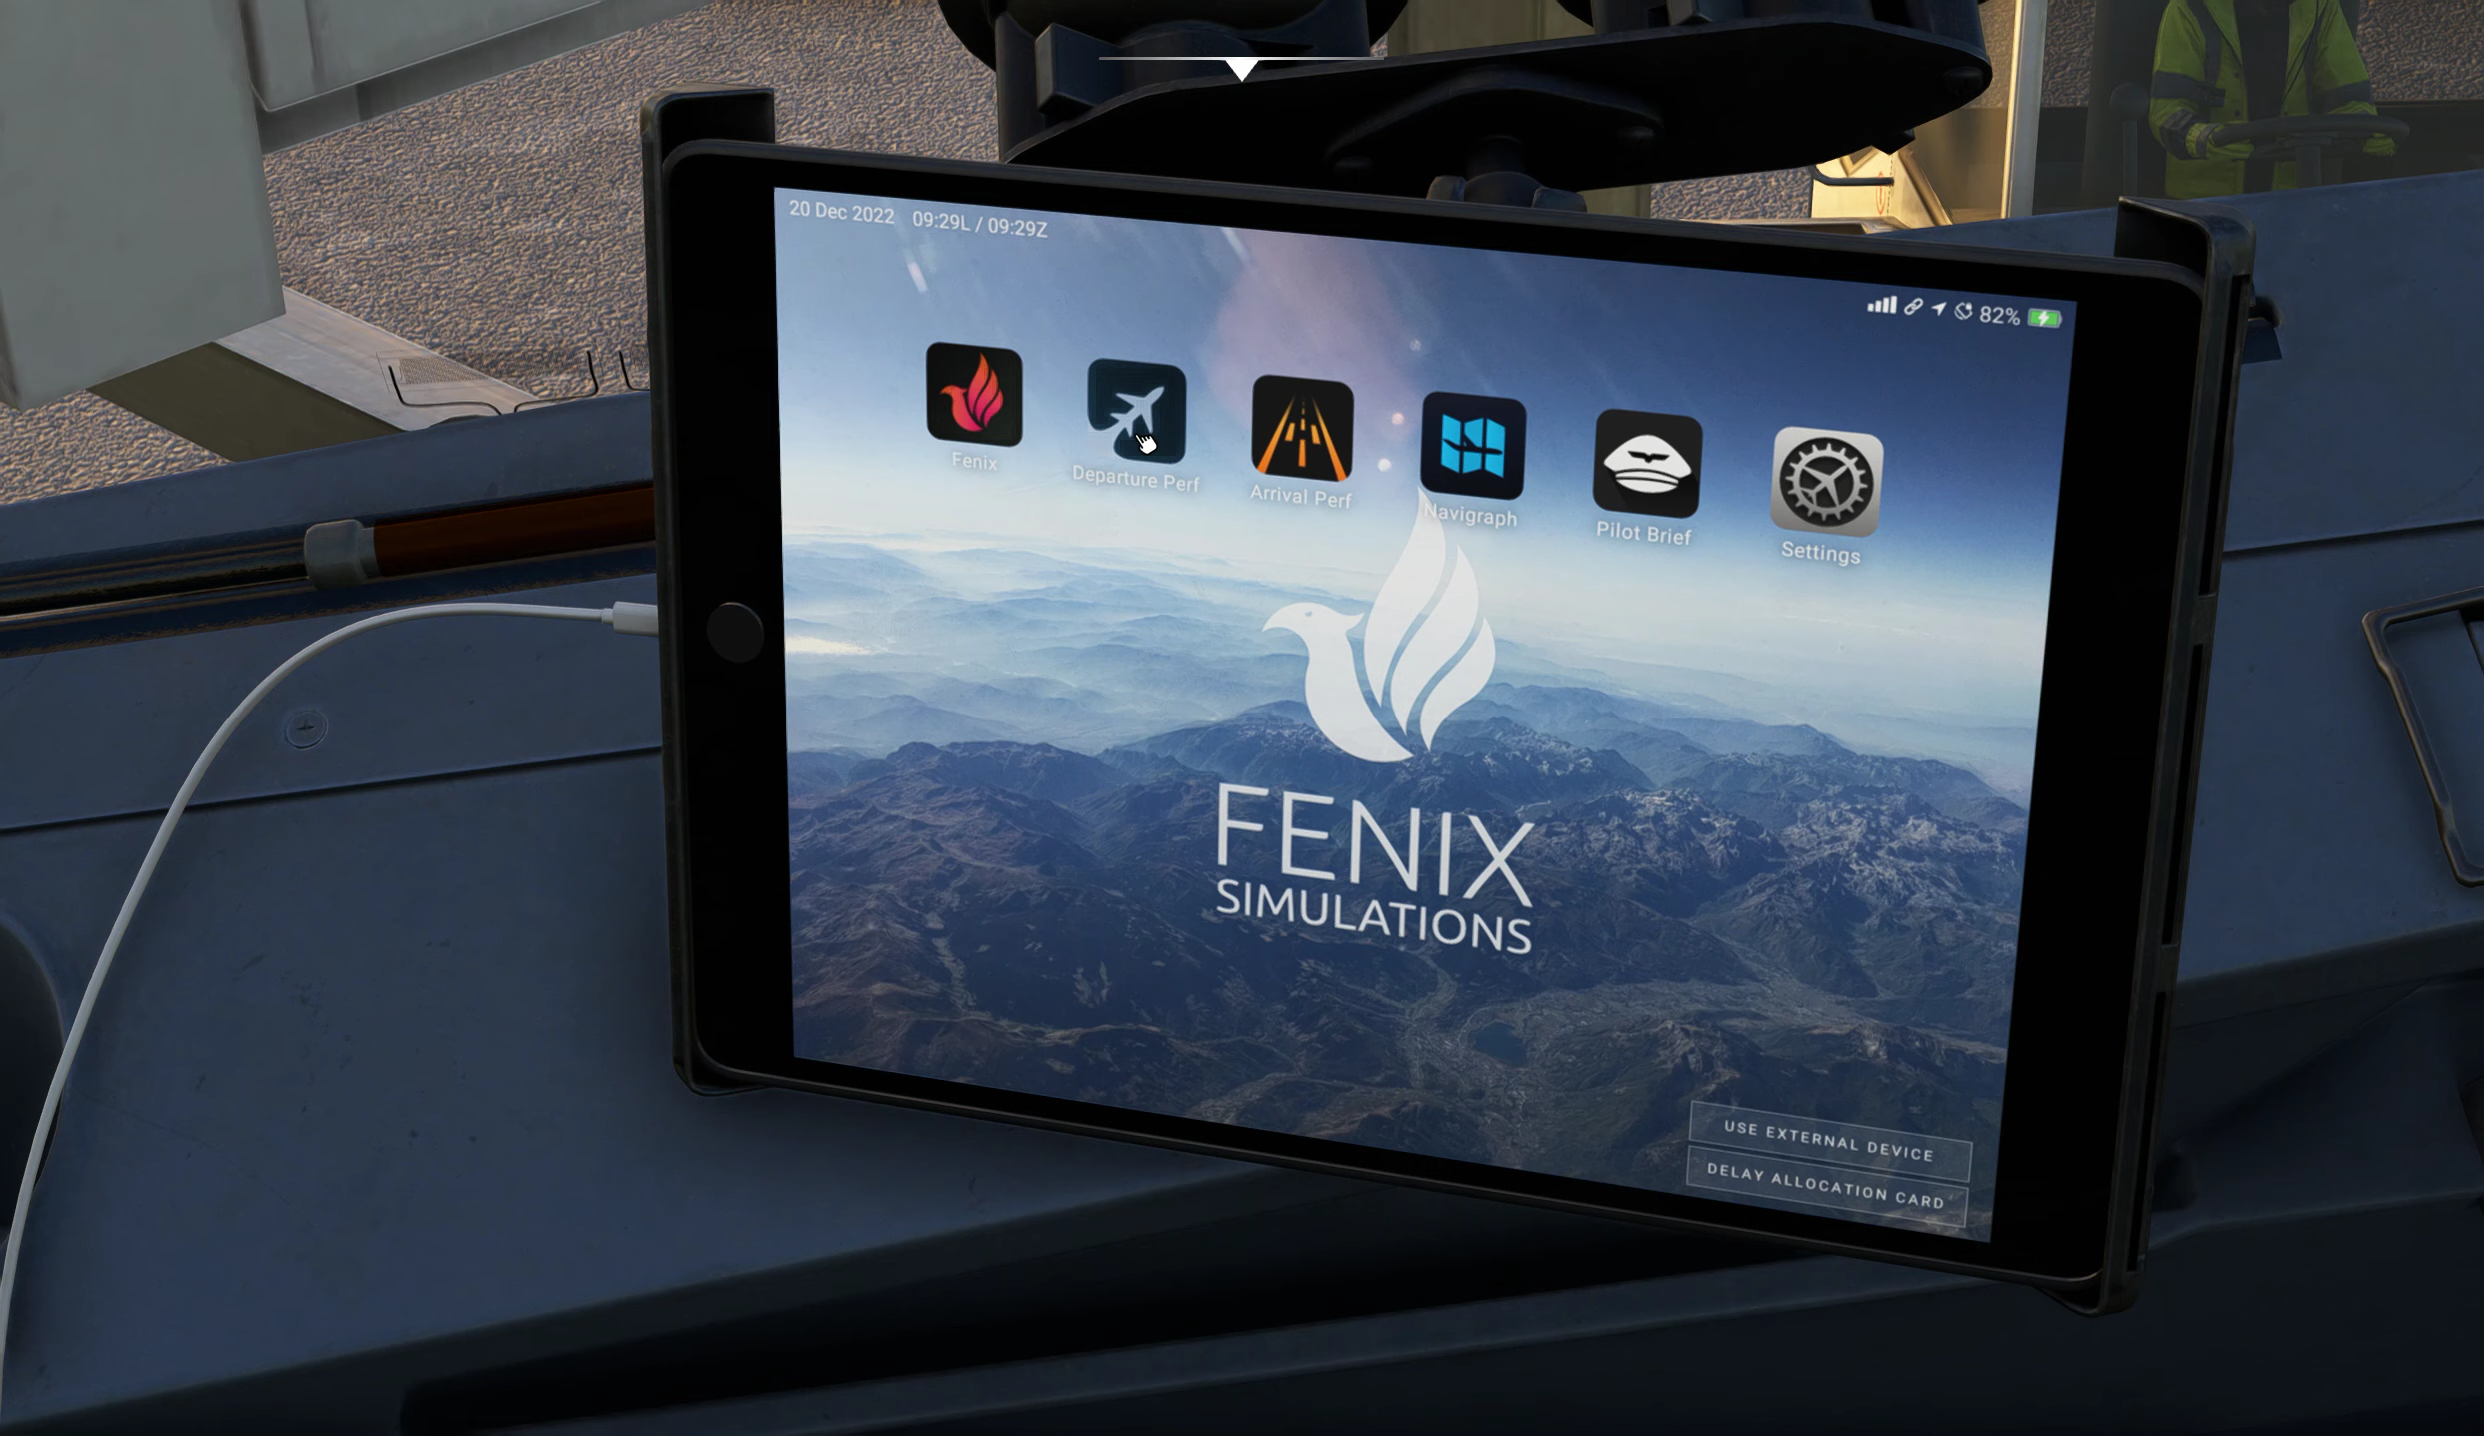 20 Dec 2022 09:29L / 09:29Z
82%
Fenix
Departure Perf
Arrival Perf
Navigraph
Pilot Brief
Settings
FENIX
SIMULATIONS
USE EXTERNAL DEVICE
DELAY ALLOCATION CARD